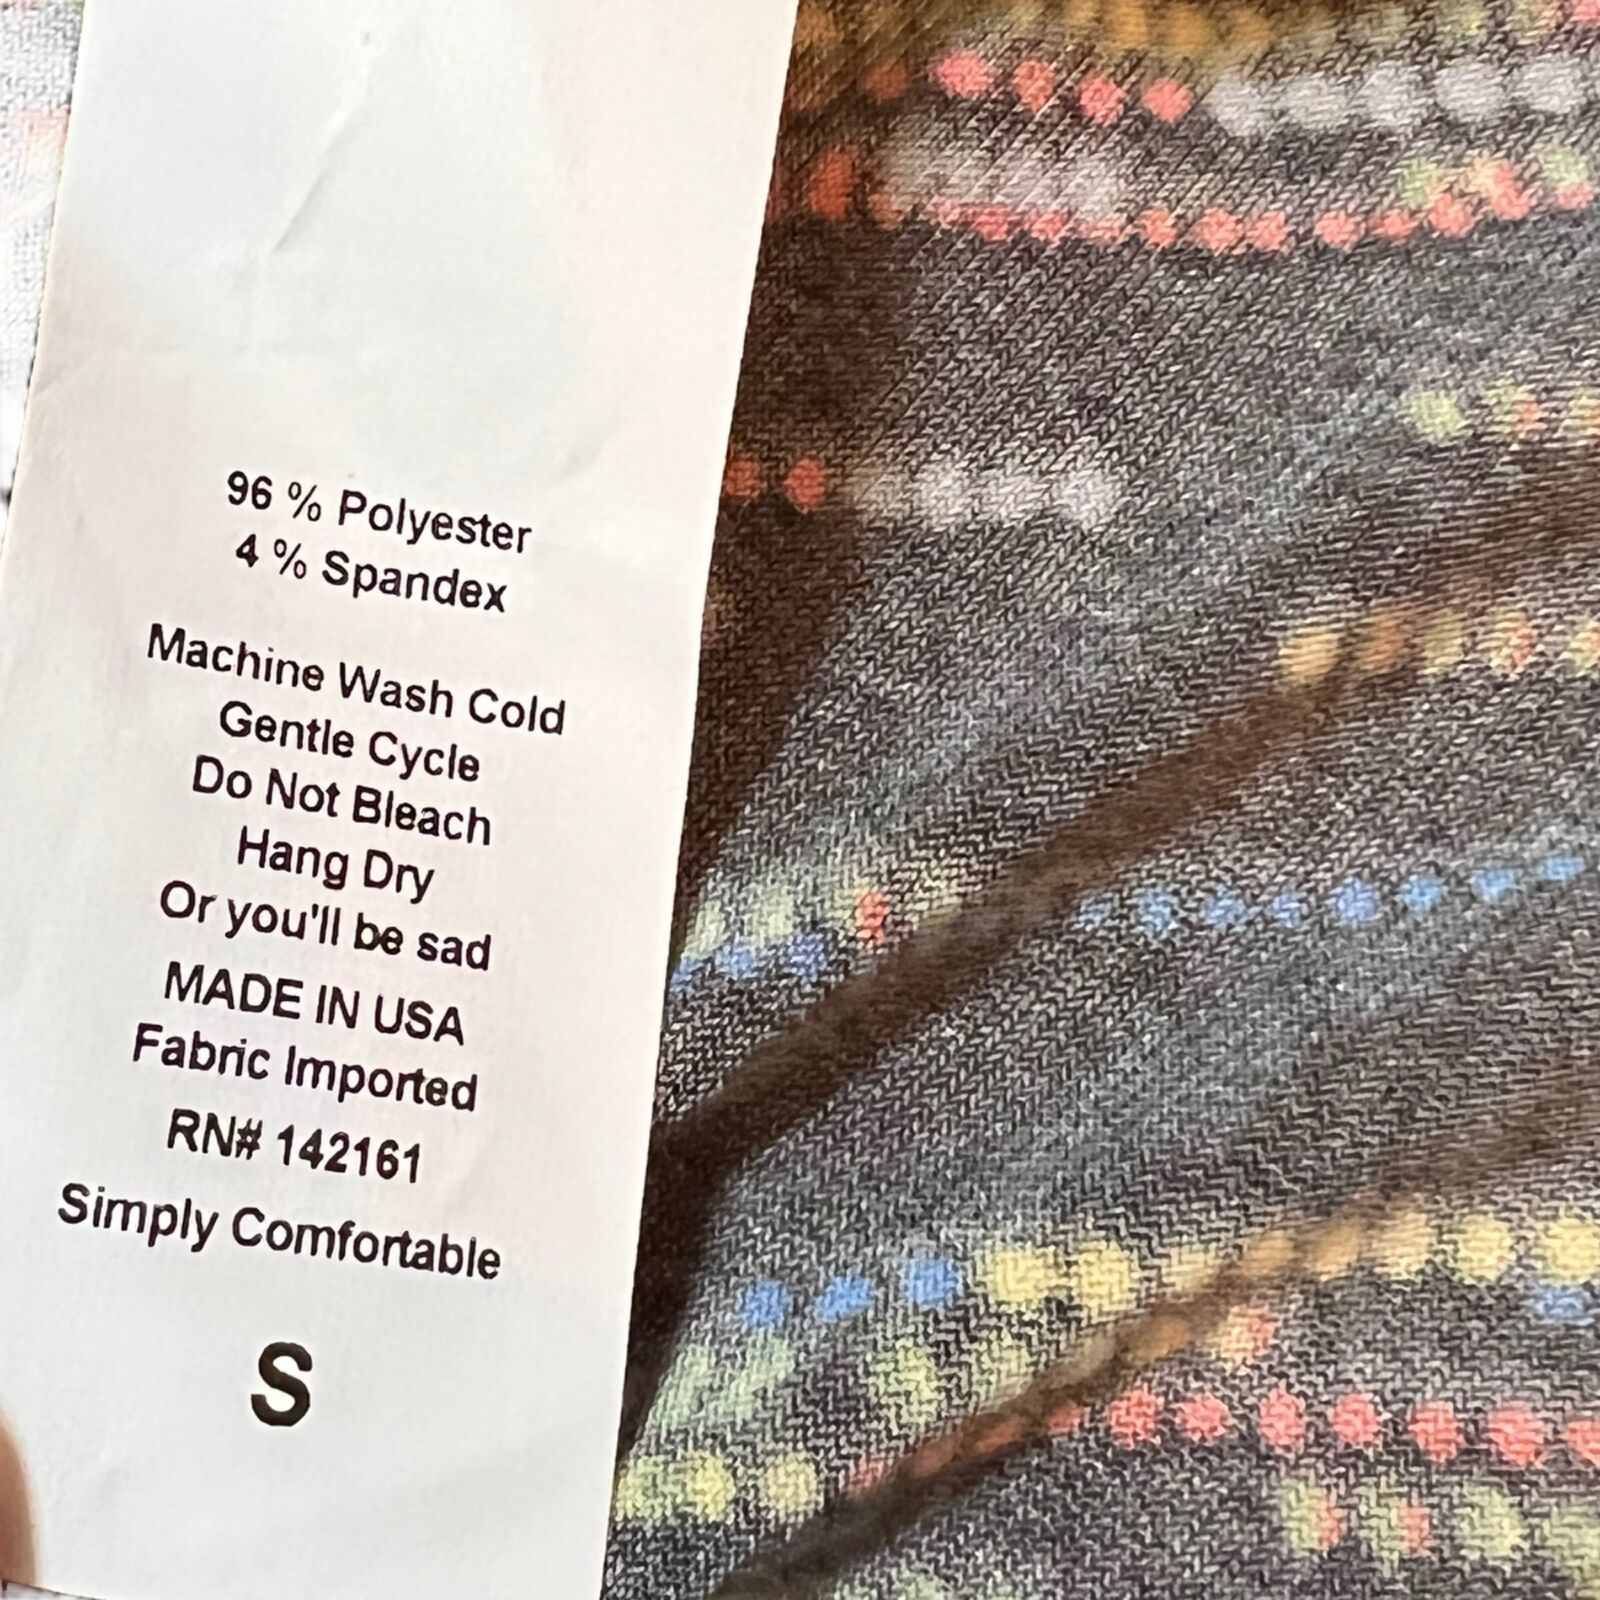 96 % Polyester
4 % Spandex
Machine Wash Cold
Gentle Cycle
Do Not Bleach
Hang Dry
Or you'll be sad
MADE IN USA
Fabric Imported
RN# 142161
Simply Comfortable
S